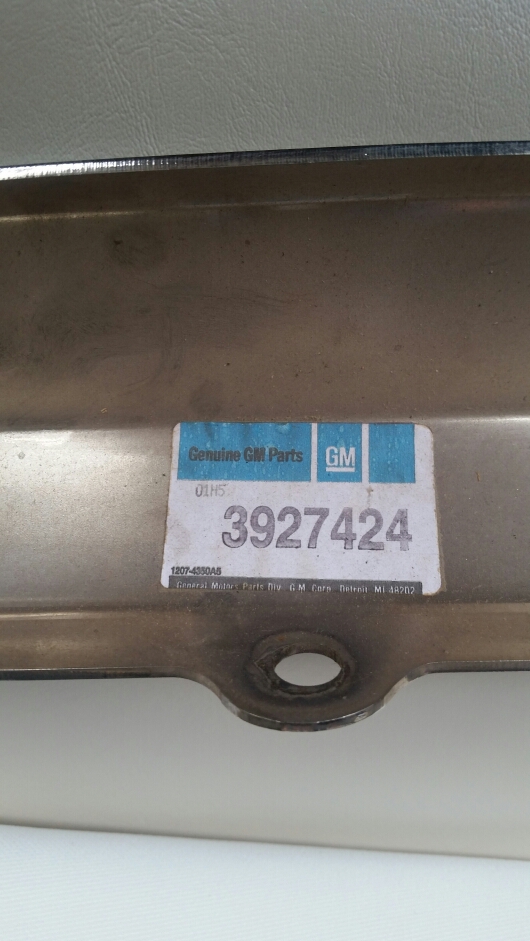 Genuine GM Parts GM
01H5
3927424
1207-4350A5
General Motors Parts Div. G.M. Corp. Detroit, MI 48202